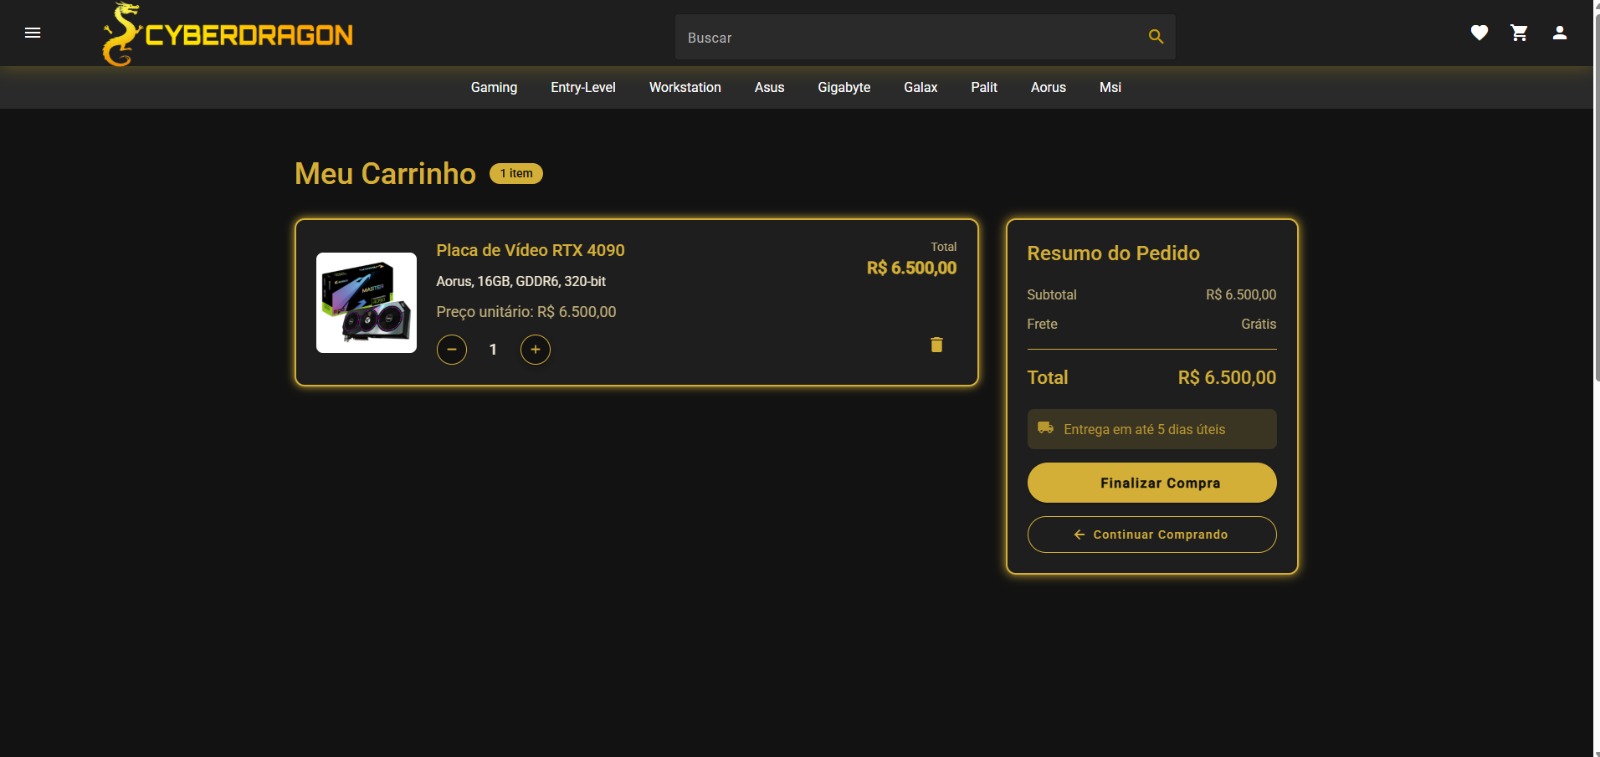 CYBERDRAGON
Buscar
Gaming Entry-Level Workstation Asus Gigabyte Galax Palit Aorus Msi
Meu Carrinho 1 item
Placa de Vídeo RTX 4090
Aorus, 16GB, GDDR6, 320-bit
Preço unitário: R$ 6.500,00
1
Total
R$ 6.500,00
MASTER
Resumo do Pedido
Subtotal R$ 6.500,00
Frete Grátis
Total R$ 6.500,00
Entrega em até 5 dias úteis
Finalizar Compra
Continuar Comprando